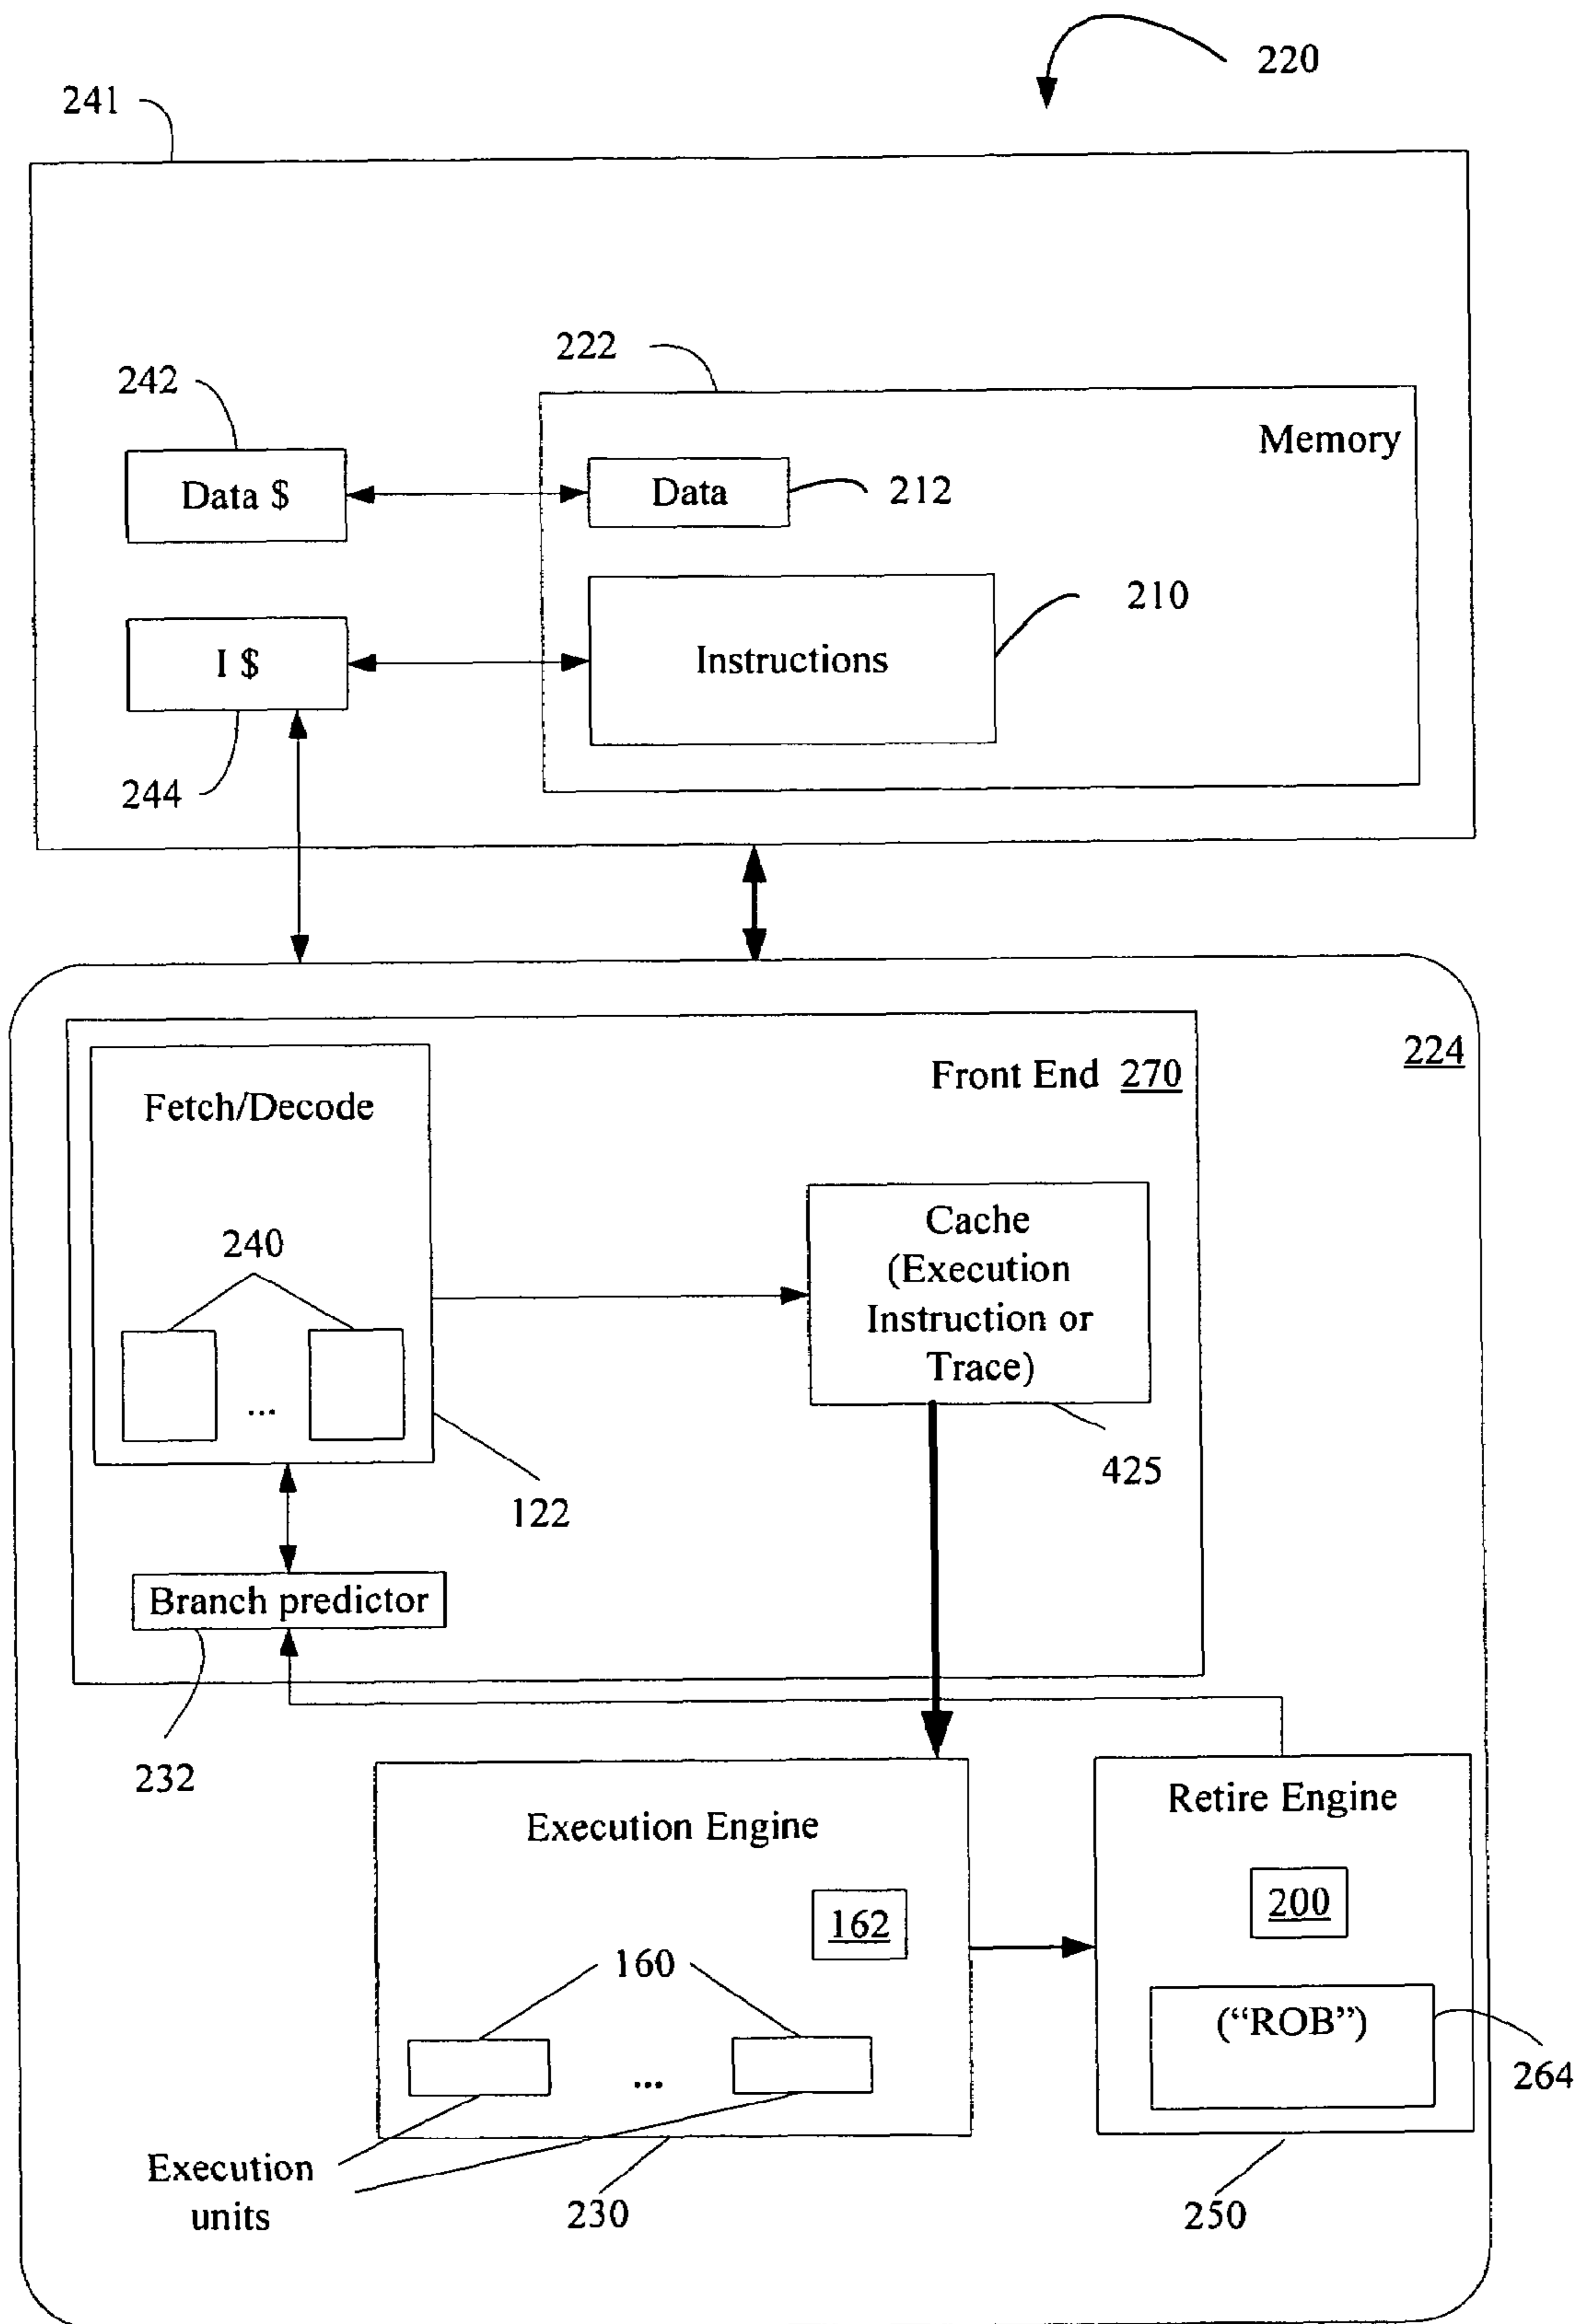 220
241
222
242
Memory
Data $
Data
212
I $
Instructions
210
244
224
Front End 270
Fetch/Decode
Cache
(Execution
Instruction or
Trace)
240
...
425
122
Branch predictor
232
Retire Engine
Execution Engine
200
162
160
("ROB")
...
264
Execution
units
230
250